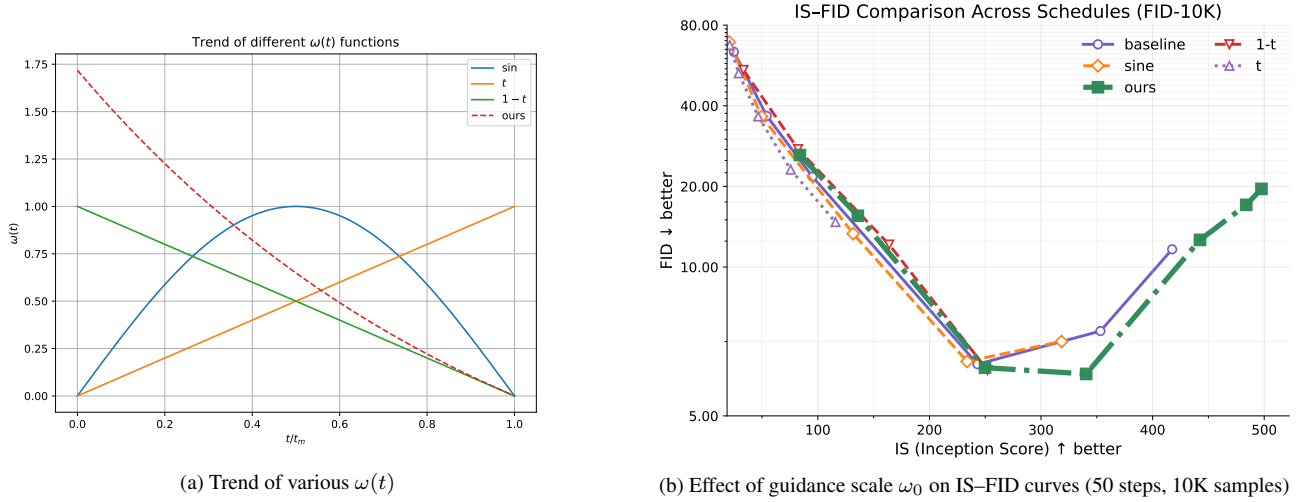 Trend of different ω(t) functions
sin
t
1 − t
ours
1.75
1.50
1.25
1.00
0.75
0.50
0.25
0.00
ω(t)
0.0 0.2 0.4 0.6 0.8 1.0
t/tₘ
(a) Trend of various ω(t)
IS–FID Comparison Across Schedules (FID-10K)
baseline
sine
ours
1-t
t
80.00
40.00
20.00
10.00
5.00
FID ↓ better
100 200 300 400 500
IS (Inception Score) ↑ better
(b) Effect of guidance scale ω₀ on IS–FID curves (50 steps, 10K samples)